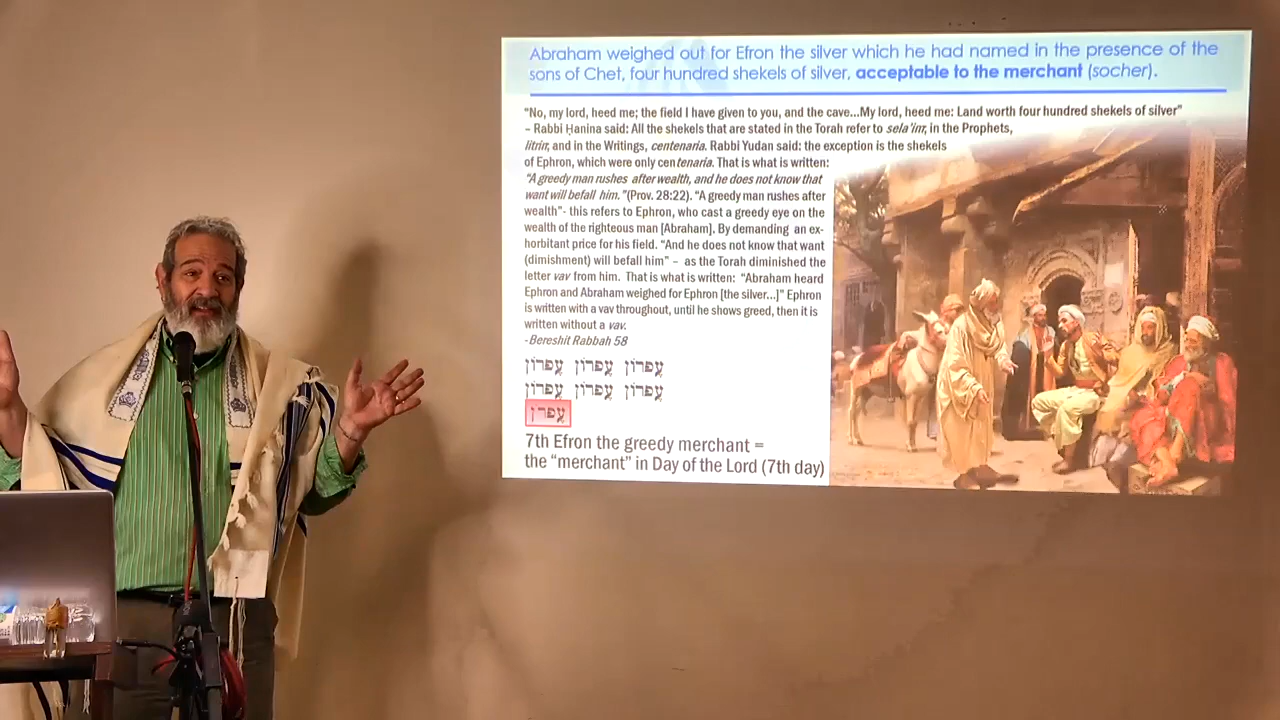 Abraham weighed out for Efron the silver which he had named in the presence of the
sons of Chet, four hundred shekels of silver, acceptable to the merchant (socher).
“No, my lord, heed me; the field I have given to you, and the cave...My lord, heed me: Land worth four hundred shekels of silver”
– Rabbi Ḥanina said: All the shekels that are stated in the Torah refer to sela’im; in the Prophets,
litrin; and in the Writings, centenaria. Rabbi Yudan said: the exception is the shekels
of Ephron, which were only centenaria. That is what is written:
“A greedy man rushes after wealth, and he does not know that
want will befall him.”(Prov. 28:22). “A greedy man rushes after
wealth”- this refers to Ephron, who cast a greedy eye on the
wealth of the righteous man [Abraham]. By demanding an ex-
horbitant price for his field. “And he does not know that want
(dimishment) will befall him” – as the Torah diminished the
letter vav from him. That is what is written: “Abraham heard
Ephron and Abraham weighed for Ephron [the silver...]” Ephron
is written with a vav throughout, until he shows greed, then it is
written without a vav.
-Bereshit Rabbah 58
עֶפְרוֹן עֶפְרוֹן עֶפְרוֹן
עֶפְרוֹן עֶפְרוֹן עֶפְרוֹן
עֶפְרֹן
7th Efron the greedy merchant =
the “merchant” in Day of the Lord (7th day)